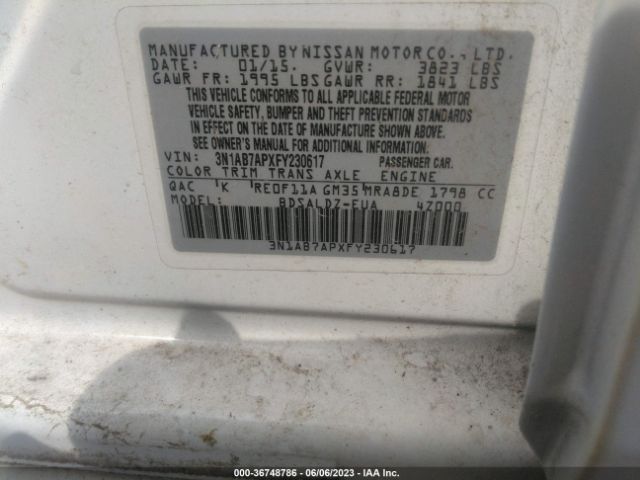 MANUFACTURED BY NISSAN MOTOR CO., LTD.
DATE: 01/15. GVWR: 3823 LBS
GAWR FR: 1995 LBS GAWR RR: 1841 LBS
THIS VEHICLE CONFORMS TO ALL APPLICABLE FEDERAL MOTOR
VEHICLE SAFETY, BUMPER AND THEFT PREVENTION STANDARDS
IN EFFECT ON THE DATE OF MANUFACTURE SHOWN ABOVE.
SEE OWNER'S MANUAL FOR ADDITIONAL INFORMATION.
VIN: 3N1AB7APXFY230617 PASSENGER CAR.
COLOR TRIM TRANS AXLE ENGINE
QAC K RE0F11A GM35 MRA8DE 1798 CC
MODEL: BDSALDZ-EUA 4Z000
3N1AB7APXFY230617
000-36748786 - 06/06/2023 - IAA Inc.